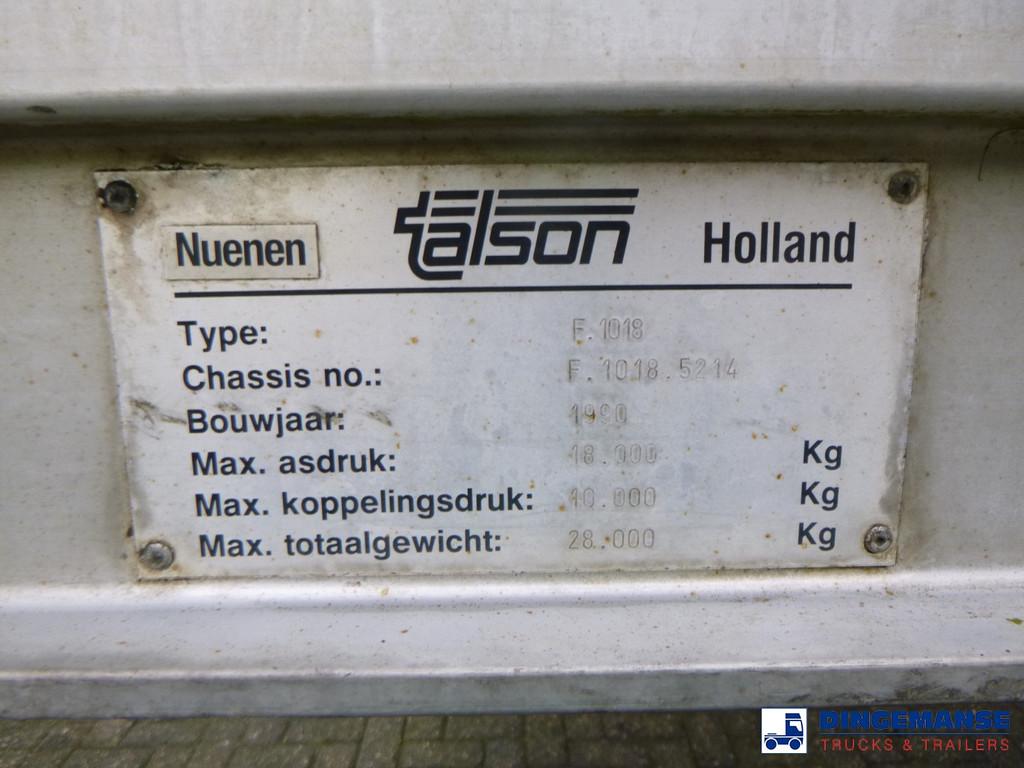 Nuenen talson Holland
Type: F.1018
Chassis no.: F.1018.5214
Bouwjaar: 1990
Max. asdruk: 18.000 Kg
Max. koppelingsdruk: 10.000 Kg
Max. totaalgewicht: 28.000 Kg
DINGEMANSE
TRUCKS & TRAILERS